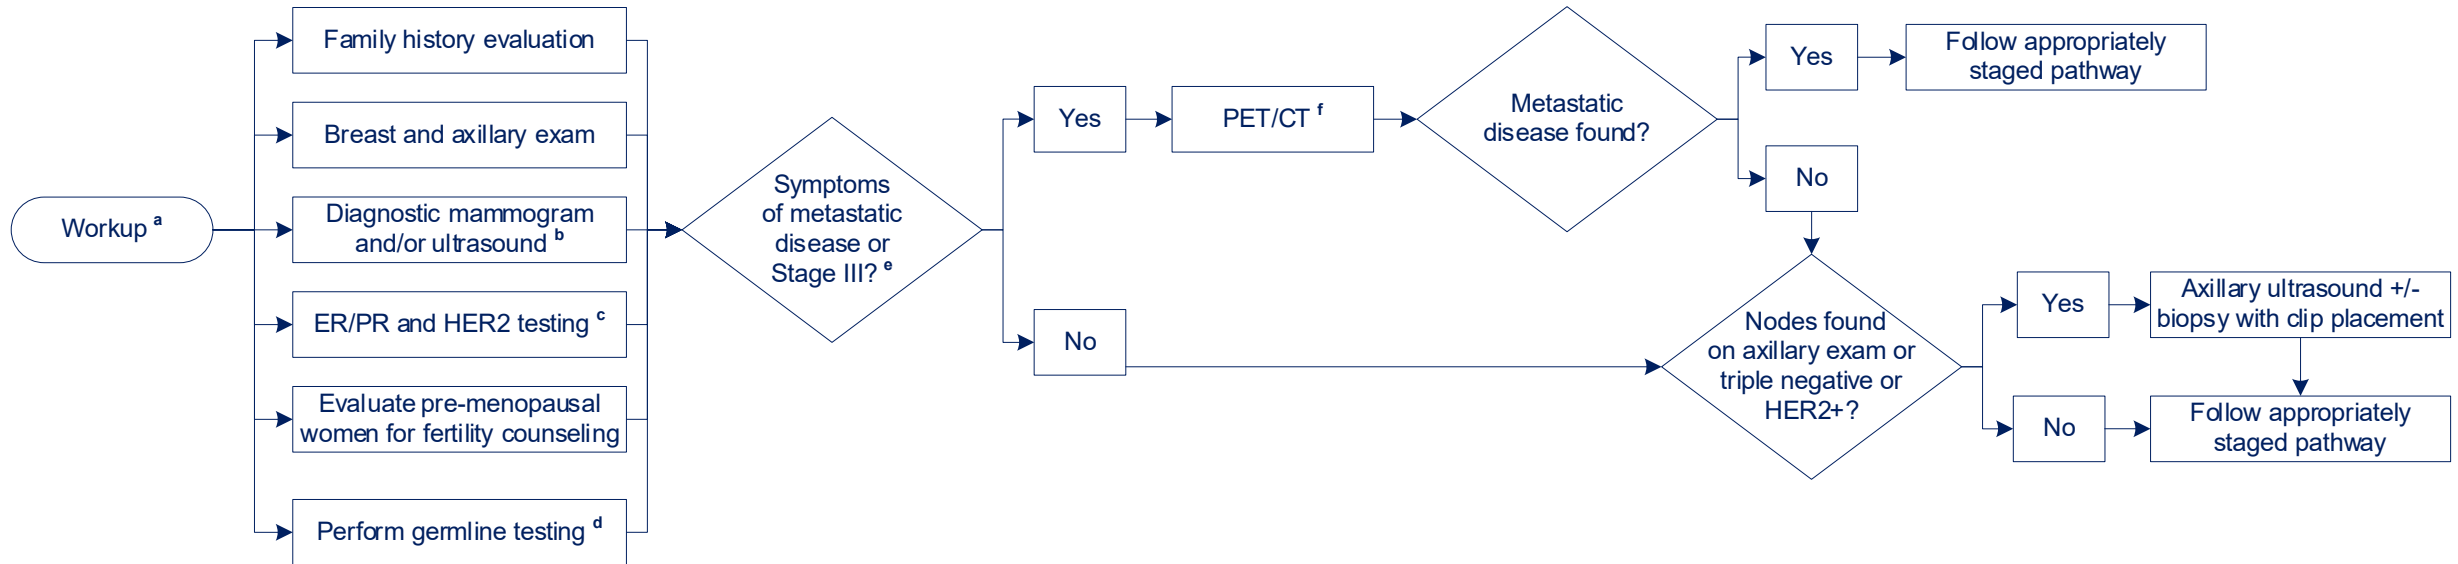 Workup a
Family history evaluation
Breast and axillary exam
Diagnostic mammogram
and/or ultrasound b
ER/PR and HER2 testing c
Evaluate pre-menopausal
women for fertility counseling
Perform germline testing d
Symptoms
of metastatic
disease or
Stage III? e
Yes
PET/CT f
Metastatic
disease found?
Yes
Follow appropriately
staged pathway
No
No
Nodes found
on axillary exam or
triple negative or
HER2+?
Yes
Axillary ultrasound +/-
biopsy with clip placement
No
Follow appropriately
staged pathway